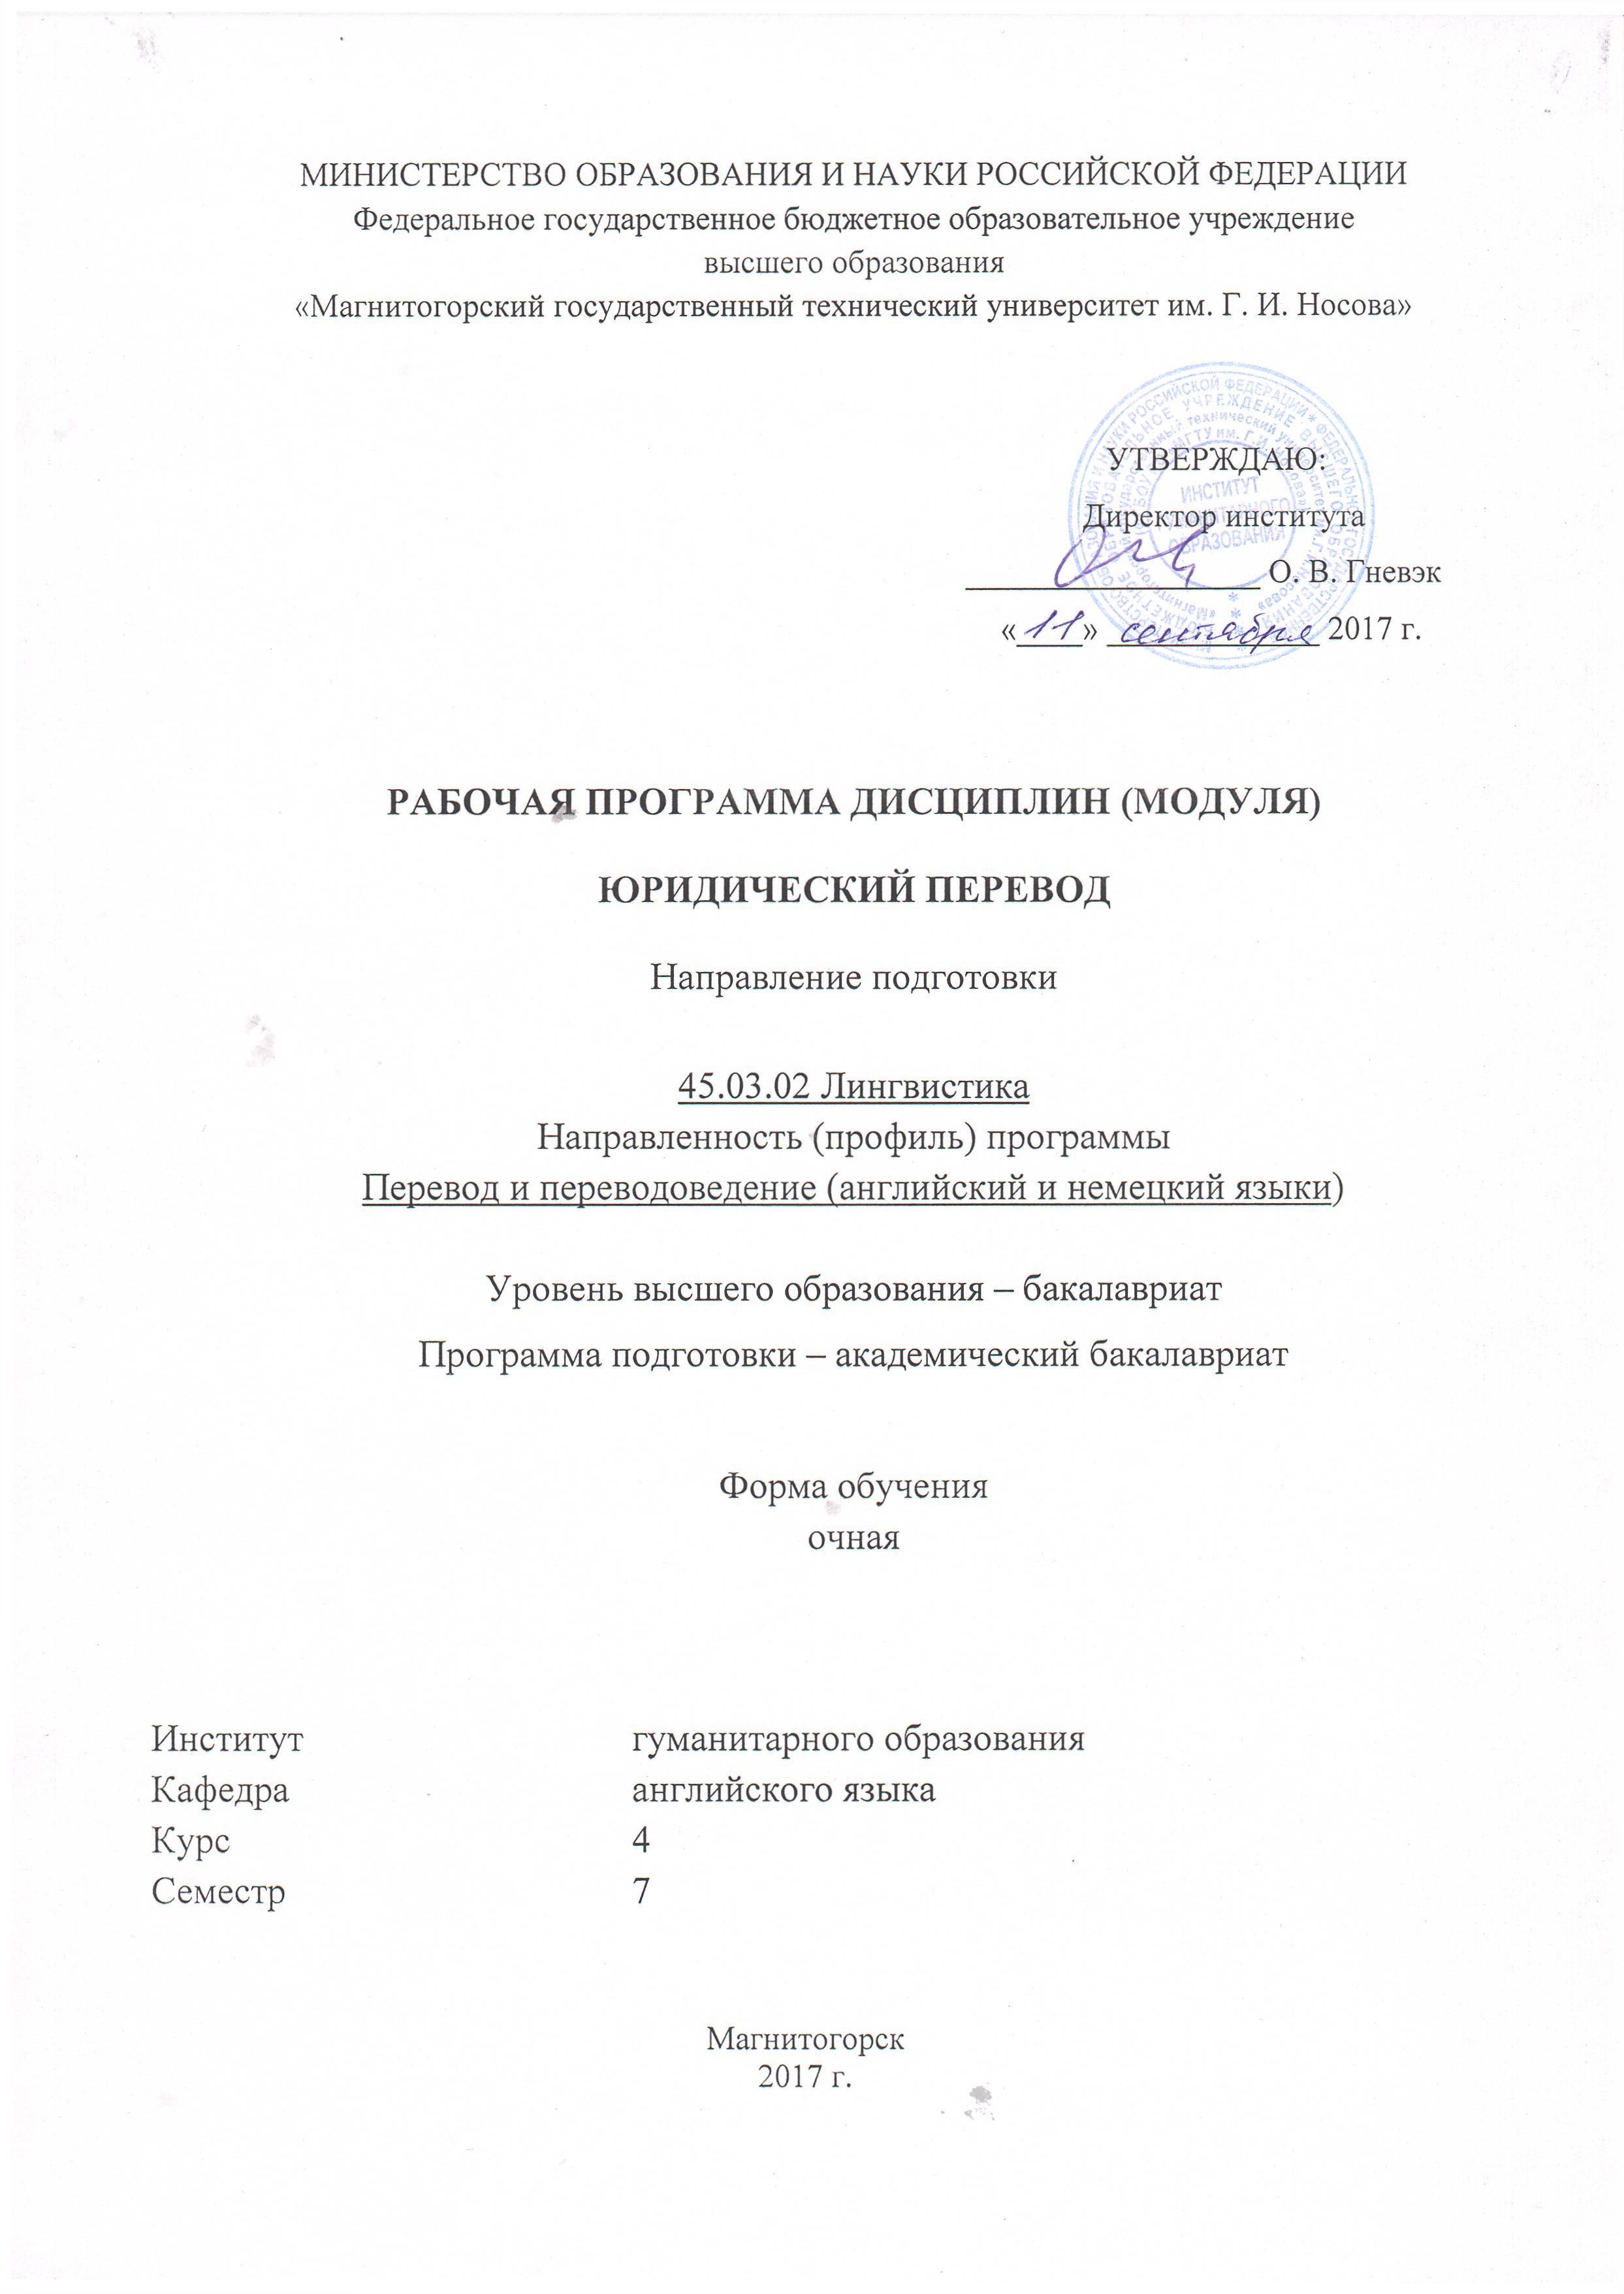 МИНИСТЕРСТВО ОБРАЗОВАНИЯ И НАУКИ РОССИЙСКОЙ ФЕДЕРАЦИИ
Федеральное государственное бюджетное образовательное учреждение
высшего образования
«Магнитогорский государственный технический университет им. Г. И. Носова»
УТВЕРЖДАЮ:
Директор института
О. В. Гневэк
«11» сентября 2017 г.
ИНСТИТУТ
ГУМАНИТАРНОГО
ОБРАЗОВАНИЯ
РАБОЧАЯ ПРОГРАММА ДИСЦИПЛИН (МОДУЛЯ)
ЮРИДИЧЕСКИЙ ПЕРЕВОД
Направление подготовки
45.03.02 Лингвистика
Направленность (профиль) программы
Перевод и переводоведение (английский и немецкий языки)
Уровень высшего образования – бакалавриат
Программа подготовки – академический бакалавриат
Форма обучения
очная
Институт гуманитарного образования
Кафедра английского языка
Курс 4
Семестр 7
Магнитогорск
2017 г.